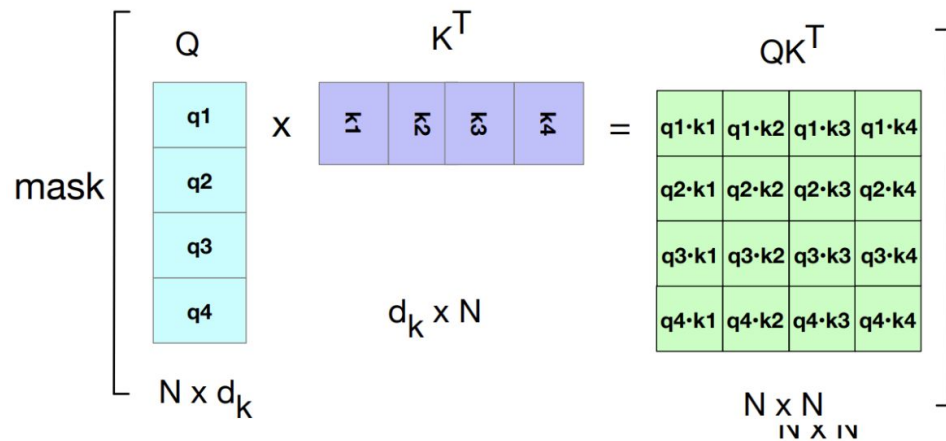 Q
K^T
QK^T
mask
q1
q2
q3
q4
x
k1
k2
k3
k4
=
q1·k1 q1·k2 q1·k3 q1·k4
q2·k1 q2·k2 q2·k3 q2·k4
q3·k1 q3·k2 q3·k3 q3·k4
q4·k1 q4·k2 q4·k3 q4·k4
N x d_k
d_k x N
N x N
N x N